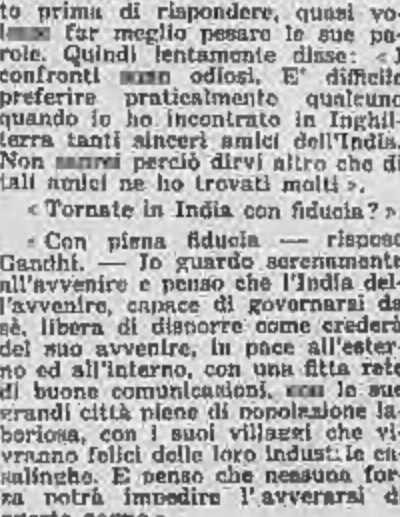 to prima di rispondere, quasi vo-
far meglio pesare le sue pa-
role. Quindi lentamente disse: « I
confronti odiosi. E' difficile
preferire praticalmente qualcuno
quando io ho incontrato in Inghil-
terra tanti sinceri amici dell'India.
Non perciò dirvi altro che di
tali amici ne ho trovati molti ».
« Tornate in India con fiducia? »
« Con piena fiducia — rispose
Gandhi. — Io guardo serenamente
all'avvenire e penso che l'India del-
l'avvenire, capace di governarsi da
sè, libera di disporre come crederà
del suo avvenire, in pace all'ester-
no ed all'interno, con una fitta rete
di buone comunicazioni, le sue
grandi città piene di popolazione la-
boriosa, con i suoi villaggi che vi-
vranno felici delle loro industrie ca-
salinghe. E penso che nessuna for-
za potrà impedire l'avverarsi d